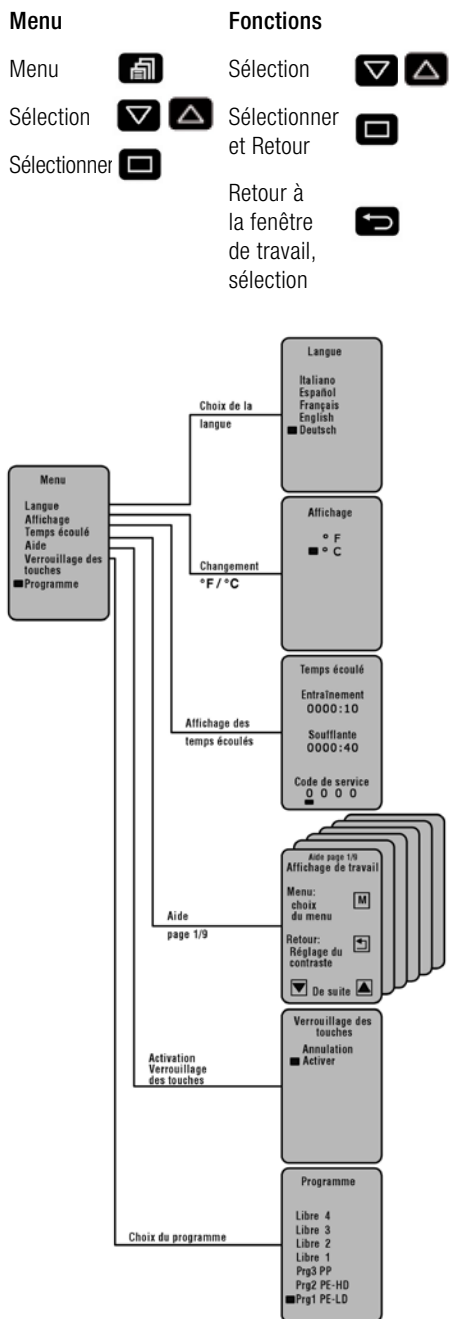 Menu
Menu
Sélection
Sélectionner
Fonctions
Sélection
Sélectionner
et Retour
Retour à
la fenêtre
de travail,
sélection
Menu
Langue
Affichage
Temps écoulé
Aide
Verrouillage des
touches
Programme
Choix de la
langue
Langue
Italiano
Español
Français
English
Deutsch
Changement
°F / °C
Affichage
° F
° C
Affichage des
temps écoulés
Temps écoulé
Entraînement
0000:10
Soufflante
0000:40
Code de service
0 0 0 0
Aide
page 1/9
Aide page 1/9
Affichage de travail
Menu:
choix
du menu
M
Retour:
Réglage du
contraste
De suite
Activation
Verrouillage
des touches
Verrouillage des
touches
Annulation
Activer
Choix du programme
Programme
Libre 4
Libre 3
Libre 2
Libre 1
Prg3 PP
Prg2 PE-HD
Prg1 PE-LD